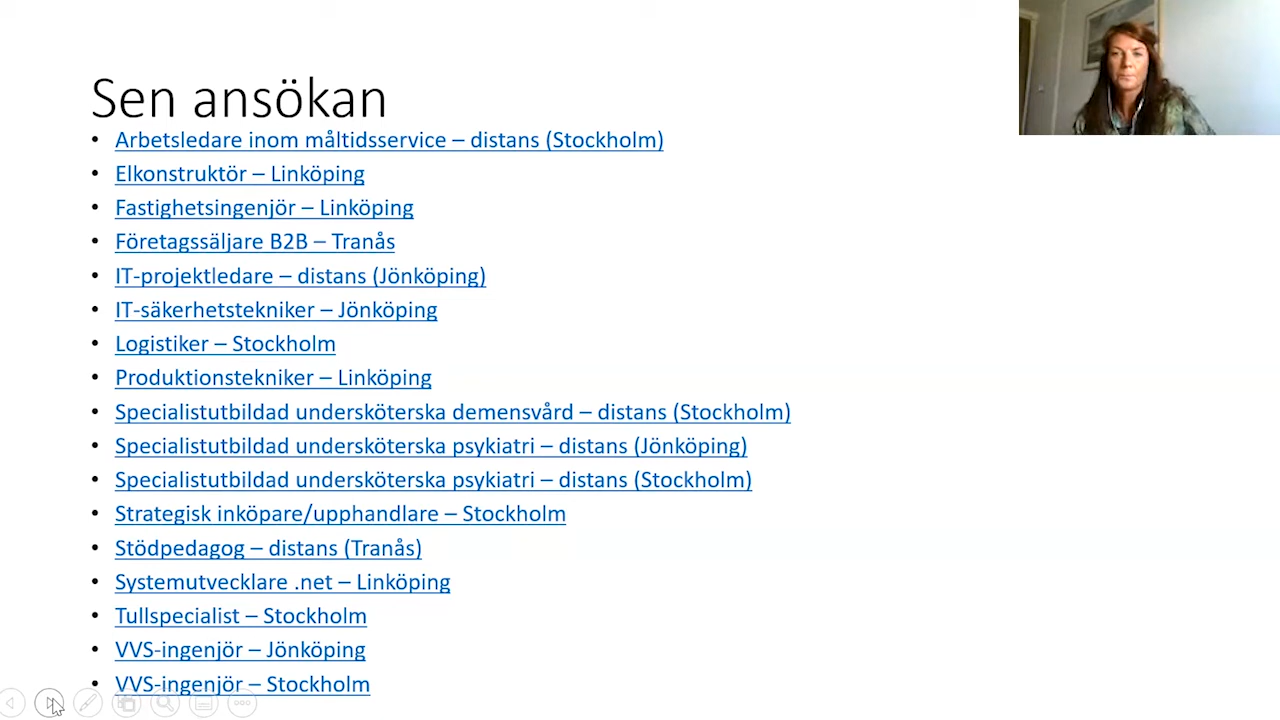 Sen ansökan
• Arbetsledare inom måltidsservice – distans (Stockholm)
• Elkonstruktör – Linköping
• Fastighetsingenjör – Linköping
• Företagssäljare B2B – Tranås
• IT-projektledare – distans (Jönköping)
• IT-säkerhetstekniker – Jönköping
• Logistiker – Stockholm
• Produktionstekniker – Linköping
• Specialistutbildad undersköterska demensvård – distans (Stockholm)
• Specialistutbildad undersköterska psykiatri – distans (Jönköping)
• Specialistutbildad undersköterska psykiatri – distans (Stockholm)
• Strategisk inköpare/upphandlare – Stockholm
• Stödpedagog – distans (Tranås)
• Systemutvecklare .net – Linköping
• Tullspecialist – Stockholm
• VVS-ingenjör – Jönköping
• VVS-ingenjör – Stockholm